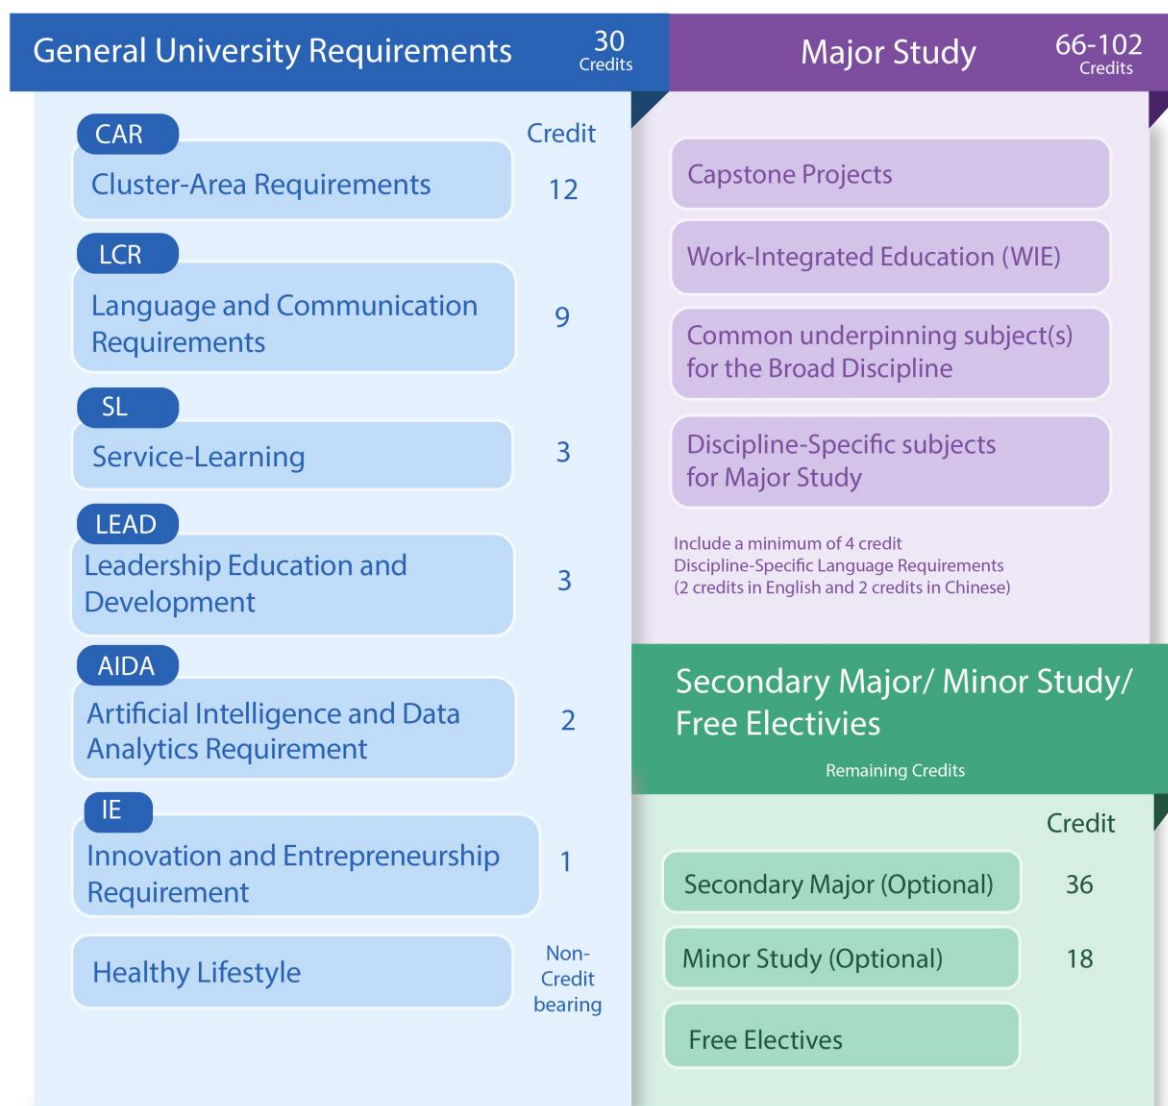 General University Requirements
30
Credits
CAR
Credit
Cluster-Area Requirements
12
LCR
Language and Communication
Requirements
9
SL
Service-Learning
3
LEAD
Leadership Education and
Development
3
AIDA
Artificial Intelligence and Data
Analytics Requirement
2
IE
Innovation and Entrepreneurship
Requirement
1
Healthy Lifestyle
Non-
Credit
bearing
Major Study
66-102
Credits
Capstone Projects
Work-Integrated Education (WIE)
Common underpinning subject(s)
for the Broad Discipline
Discipline-Specific subjects
for Major Study
Include a minimum of 4 credit
Discipline-Specific Language Requirements
(2 credits in English and 2 credits in Chinese)
Secondary Major/ Minor Study/
Free Electivies
Remaining Credits
Credit
Secondary Major (Optional)
36
Minor Study (Optional)
18
Free Electives